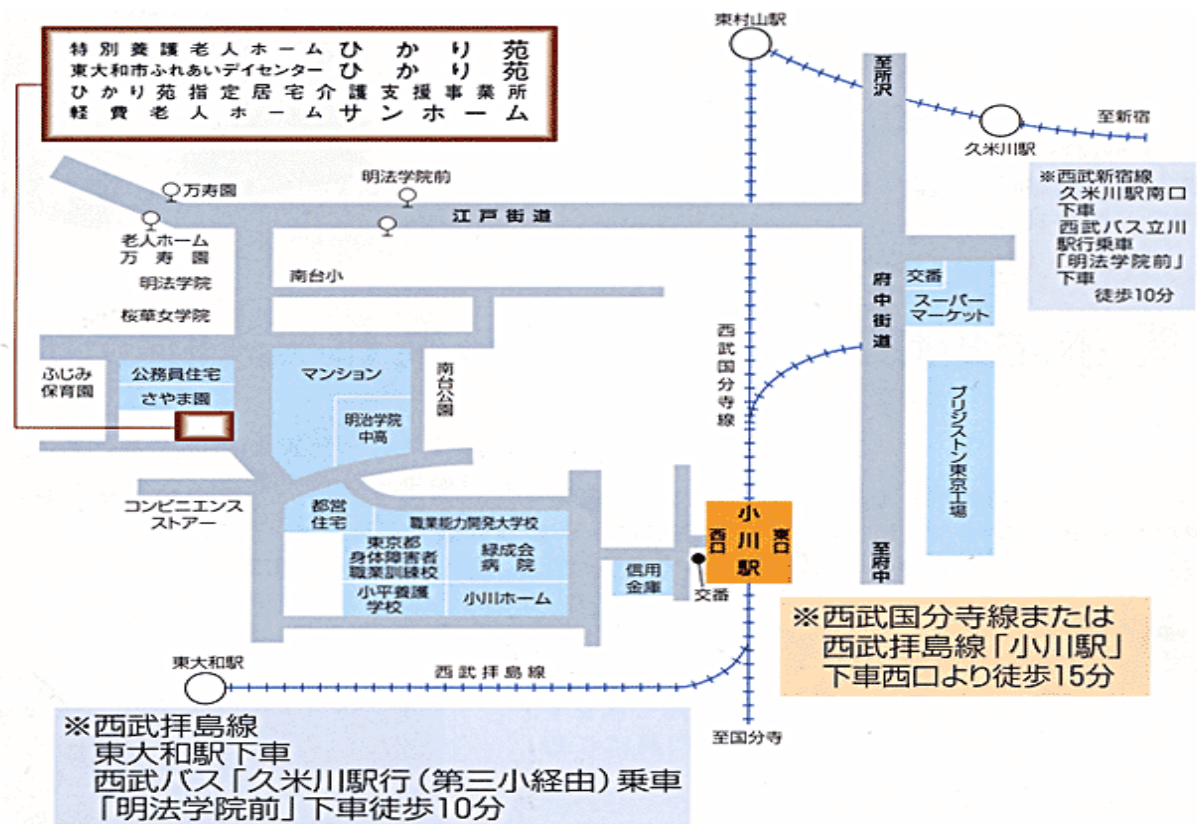 特別養護老人ホーム ひかり苑
東大和市ふれあいデイセンター ひかり苑
ひかり苑指定居宅介護支援事業所
軽費老人ホーム サンホーム
東村山駅
至所沢
至新宿
久米川駅
※西武新宿線
久米川駅南口
下車
西武バス立川
駅行乗車
「明法学院前」
下車
徒歩10分
万寿園
明法学院前
江戸街道
老人ホーム
万寿園
明法学院
桜華女学院
南台小
府中街道
交番
スーパー
マーケット
西武国分寺線
ふじみ
保育園
公務員住宅
さやま園
マンション
南台公園
明治学院
中高
ブリジストン東京工場
コンビニエンス
ストアー
都営
住宅
職業能力開発大学校
東京都
身体障害者
職業訓練校
緑成会
病院
小平養護
学校
小川ホーム
信用
金庫
西口
小川駅
東口
交番
至府中
※西武国分寺線または
西武拝島線「小川駅」
下車西口より徒歩15分
東大和駅
西武拝島線
至国分寺
※西武拝島線
東大和駅下車
西武バス「久米川駅行(第三小経由)乗車
「明法学院前」下車徒歩10分